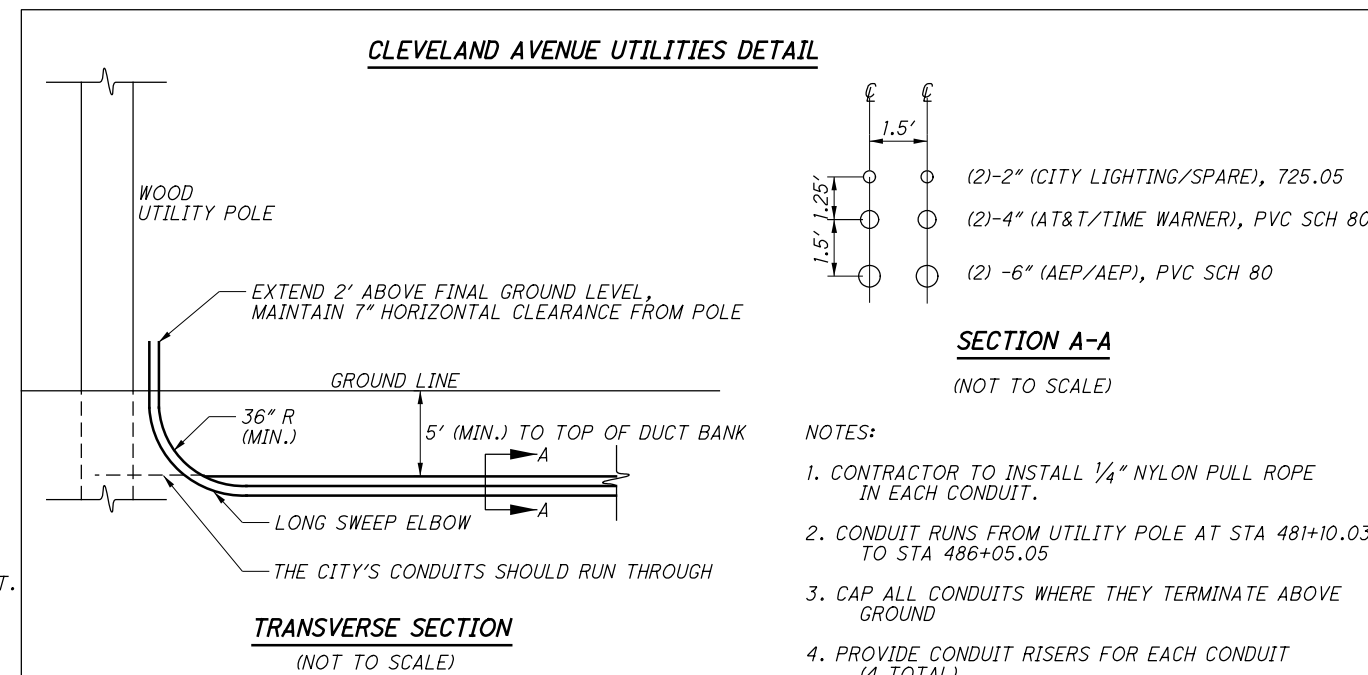 CLEVELAND AVENUE UTILITIES DETAIL
WOOD
UTILITY POLE
EXTEND 2' ABOVE FINAL GROUND LEVEL,
MAINTAIN 7" HORIZONTAL CLEARANCE FROM POLE
GROUND LINE
36" R
(MIN.)
5' (MIN.) TO TOP OF DUCT BANK
A
A
LONG SWEEP ELBOW
THE CITY'S CONDUITS SHOULD RUN THROUGH
T.
TRANSVERSE SECTION
(NOT TO SCALE)
℄ ℄
1.5'
1.25'
1.5'
(2)-2" (CITY LIGHTING/SPARE), 725.05
(2)-4" (AT&T/TIME WARNER), PVC SCH 80
(2) -6" (AEP/AEP), PVC SCH 80
SECTION A-A
(NOT TO SCALE)
NOTES:
1. CONTRACTOR TO INSTALL 1/4" NYLON PULL ROPE
IN EACH CONDUIT.
2. CONDUIT RUNS FROM UTILITY POLE AT STA 481+10.03
TO STA 486+05.05
3. CAP ALL CONDUITS WHERE THEY TERMINATE ABOVE
GROUND
4. PROVIDE CONDUIT RISERS FOR EACH CONDUIT
(4 TOTAL)